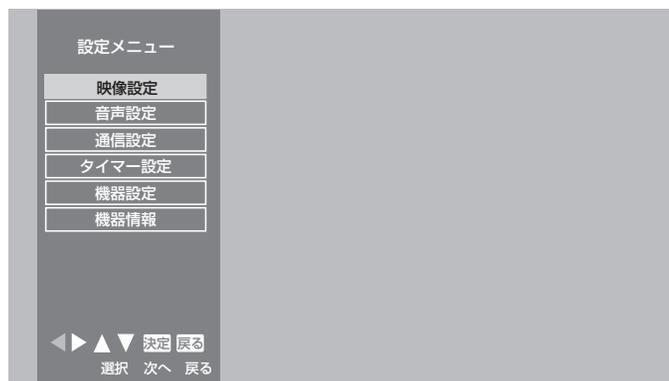 設定メニュー
映像設定
音声設定
通信設定
タイマー設定
機器設定
機器情報
決定 戻る
選択 次へ 戻る